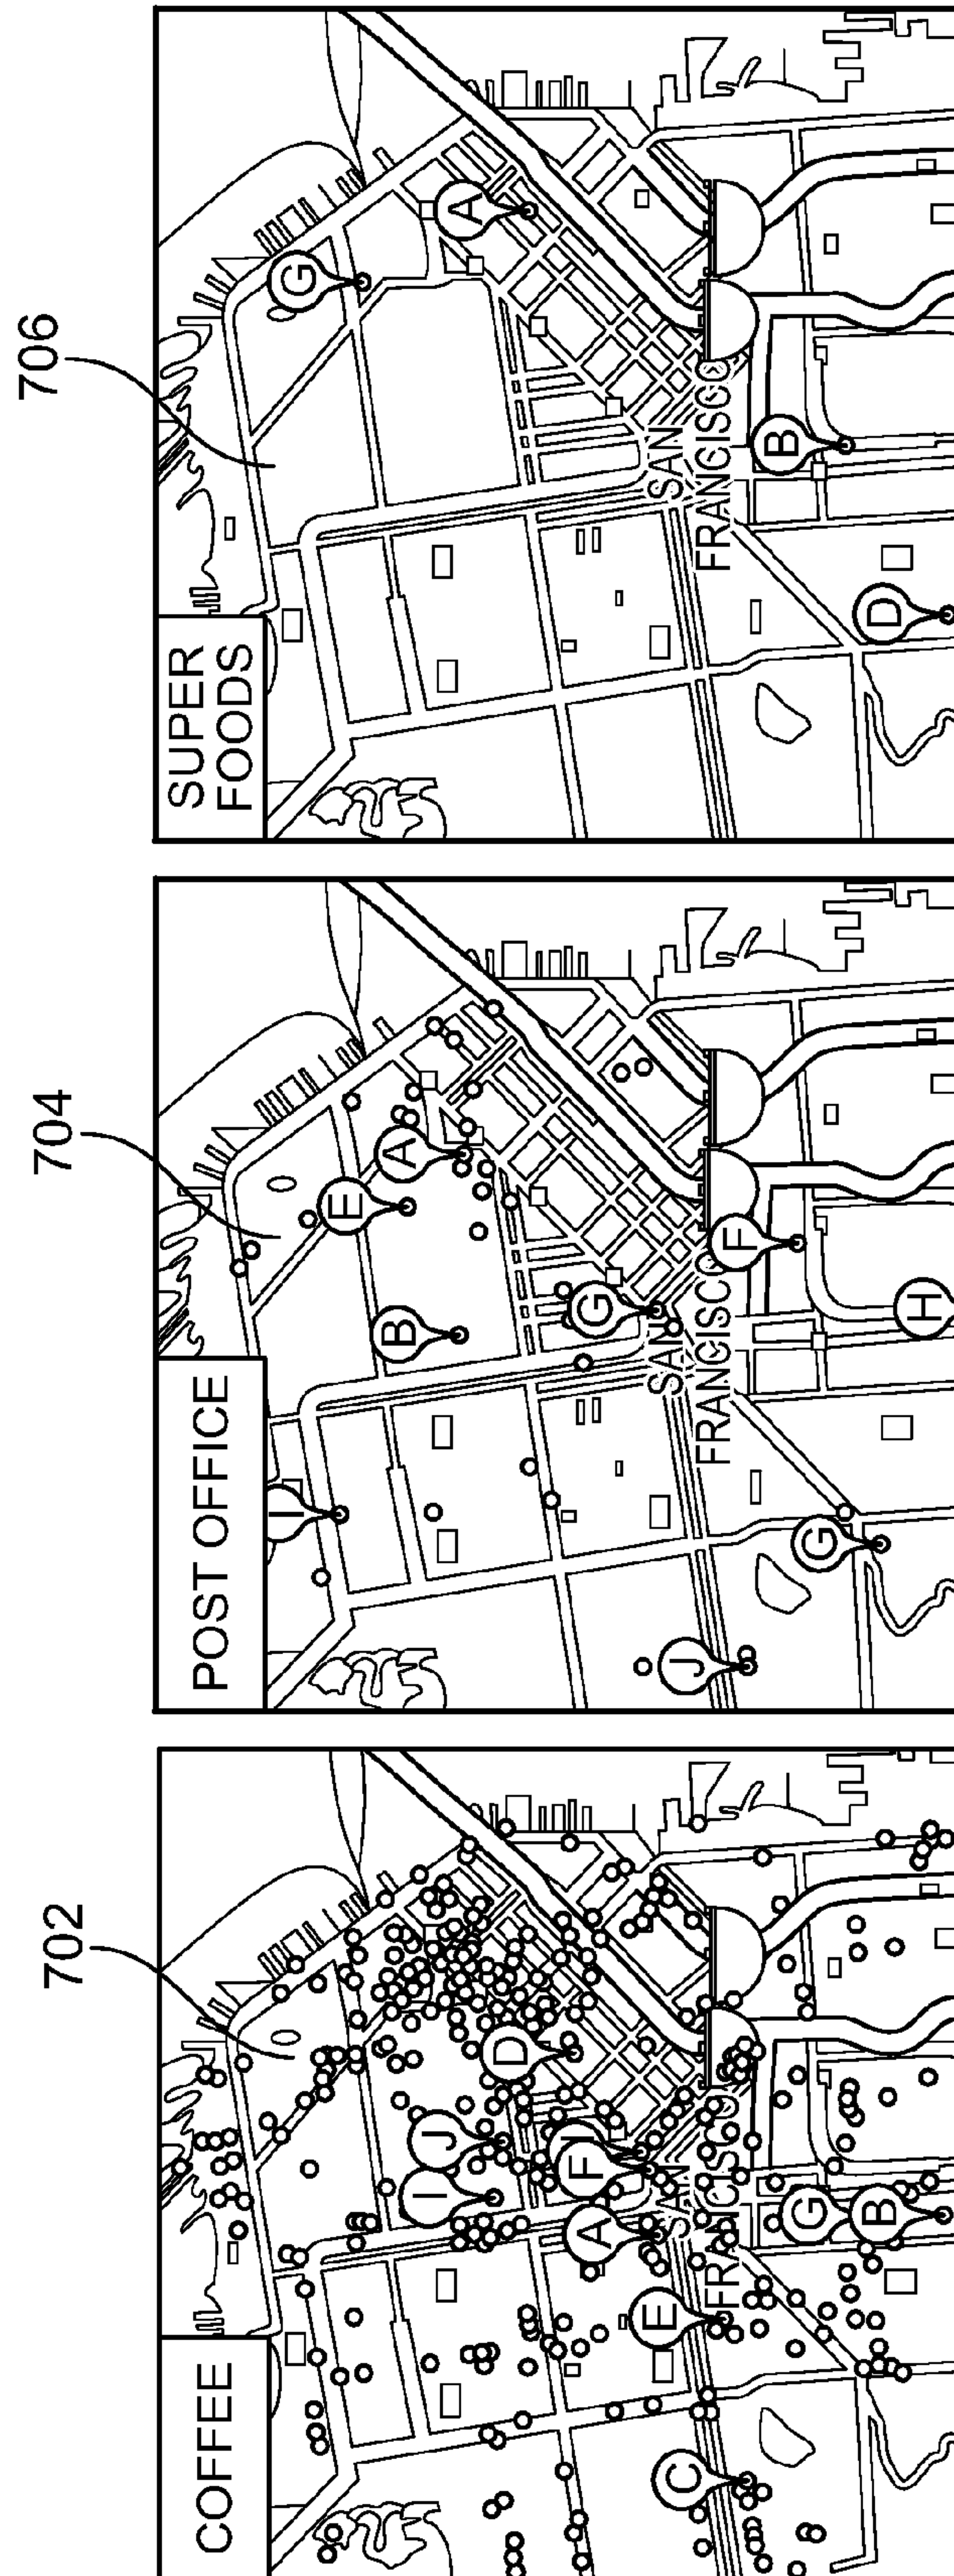 702
COFFEE
I
J
D
A
F
E
SAN
C
FRANCISCO
G
B
704
POST OFFICE
I
E
B
A
G
SAN
J
FRANCISCO
F
G
H
706
SUPER
FOODS
G
A
SAN
FRANCISCO
B
D